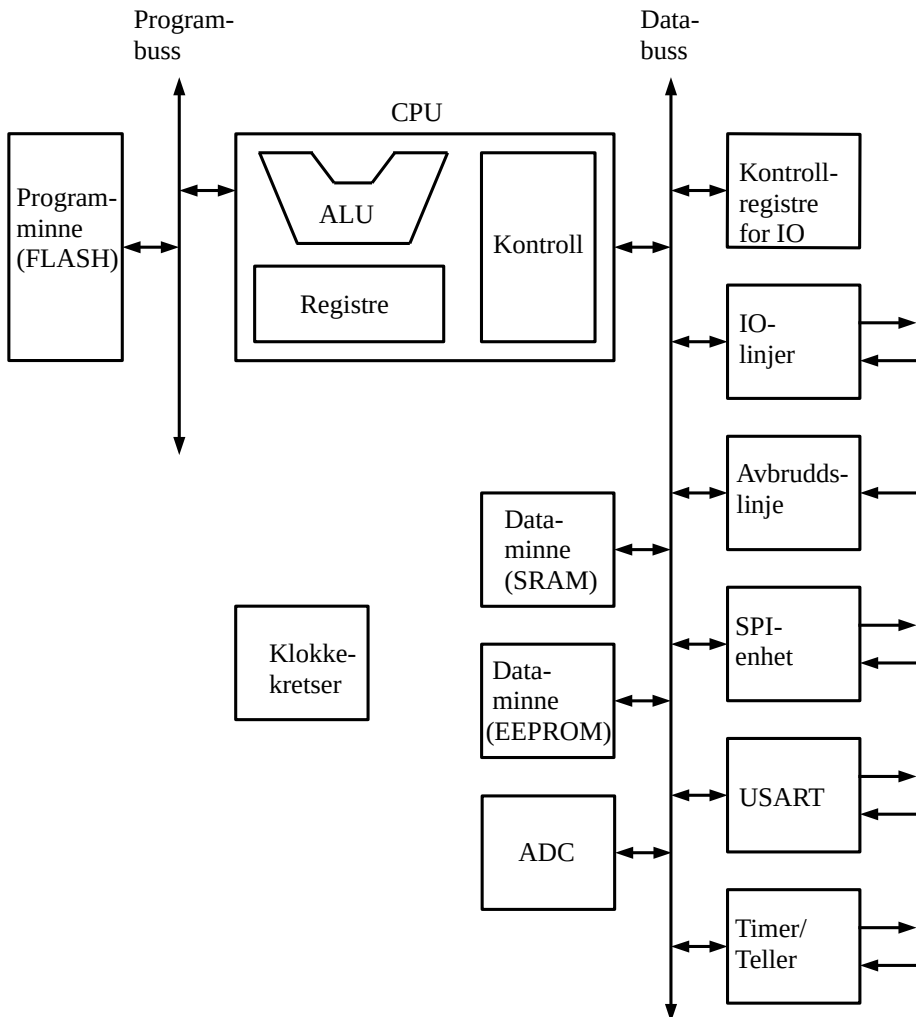 Program-
buss
Data-
buss
CPU
Program-
minne
(FLASH)
ALU
Registre
Kontroll
Kontroll-
registre
for IO
IO-
linjer
Avbrudds-
linje
Data-
minne
(SRAM)
Klokke-
kretser
SPI-
enhet
Data-
minne
(EEPROM)
USART
ADC
Timer/
Teller